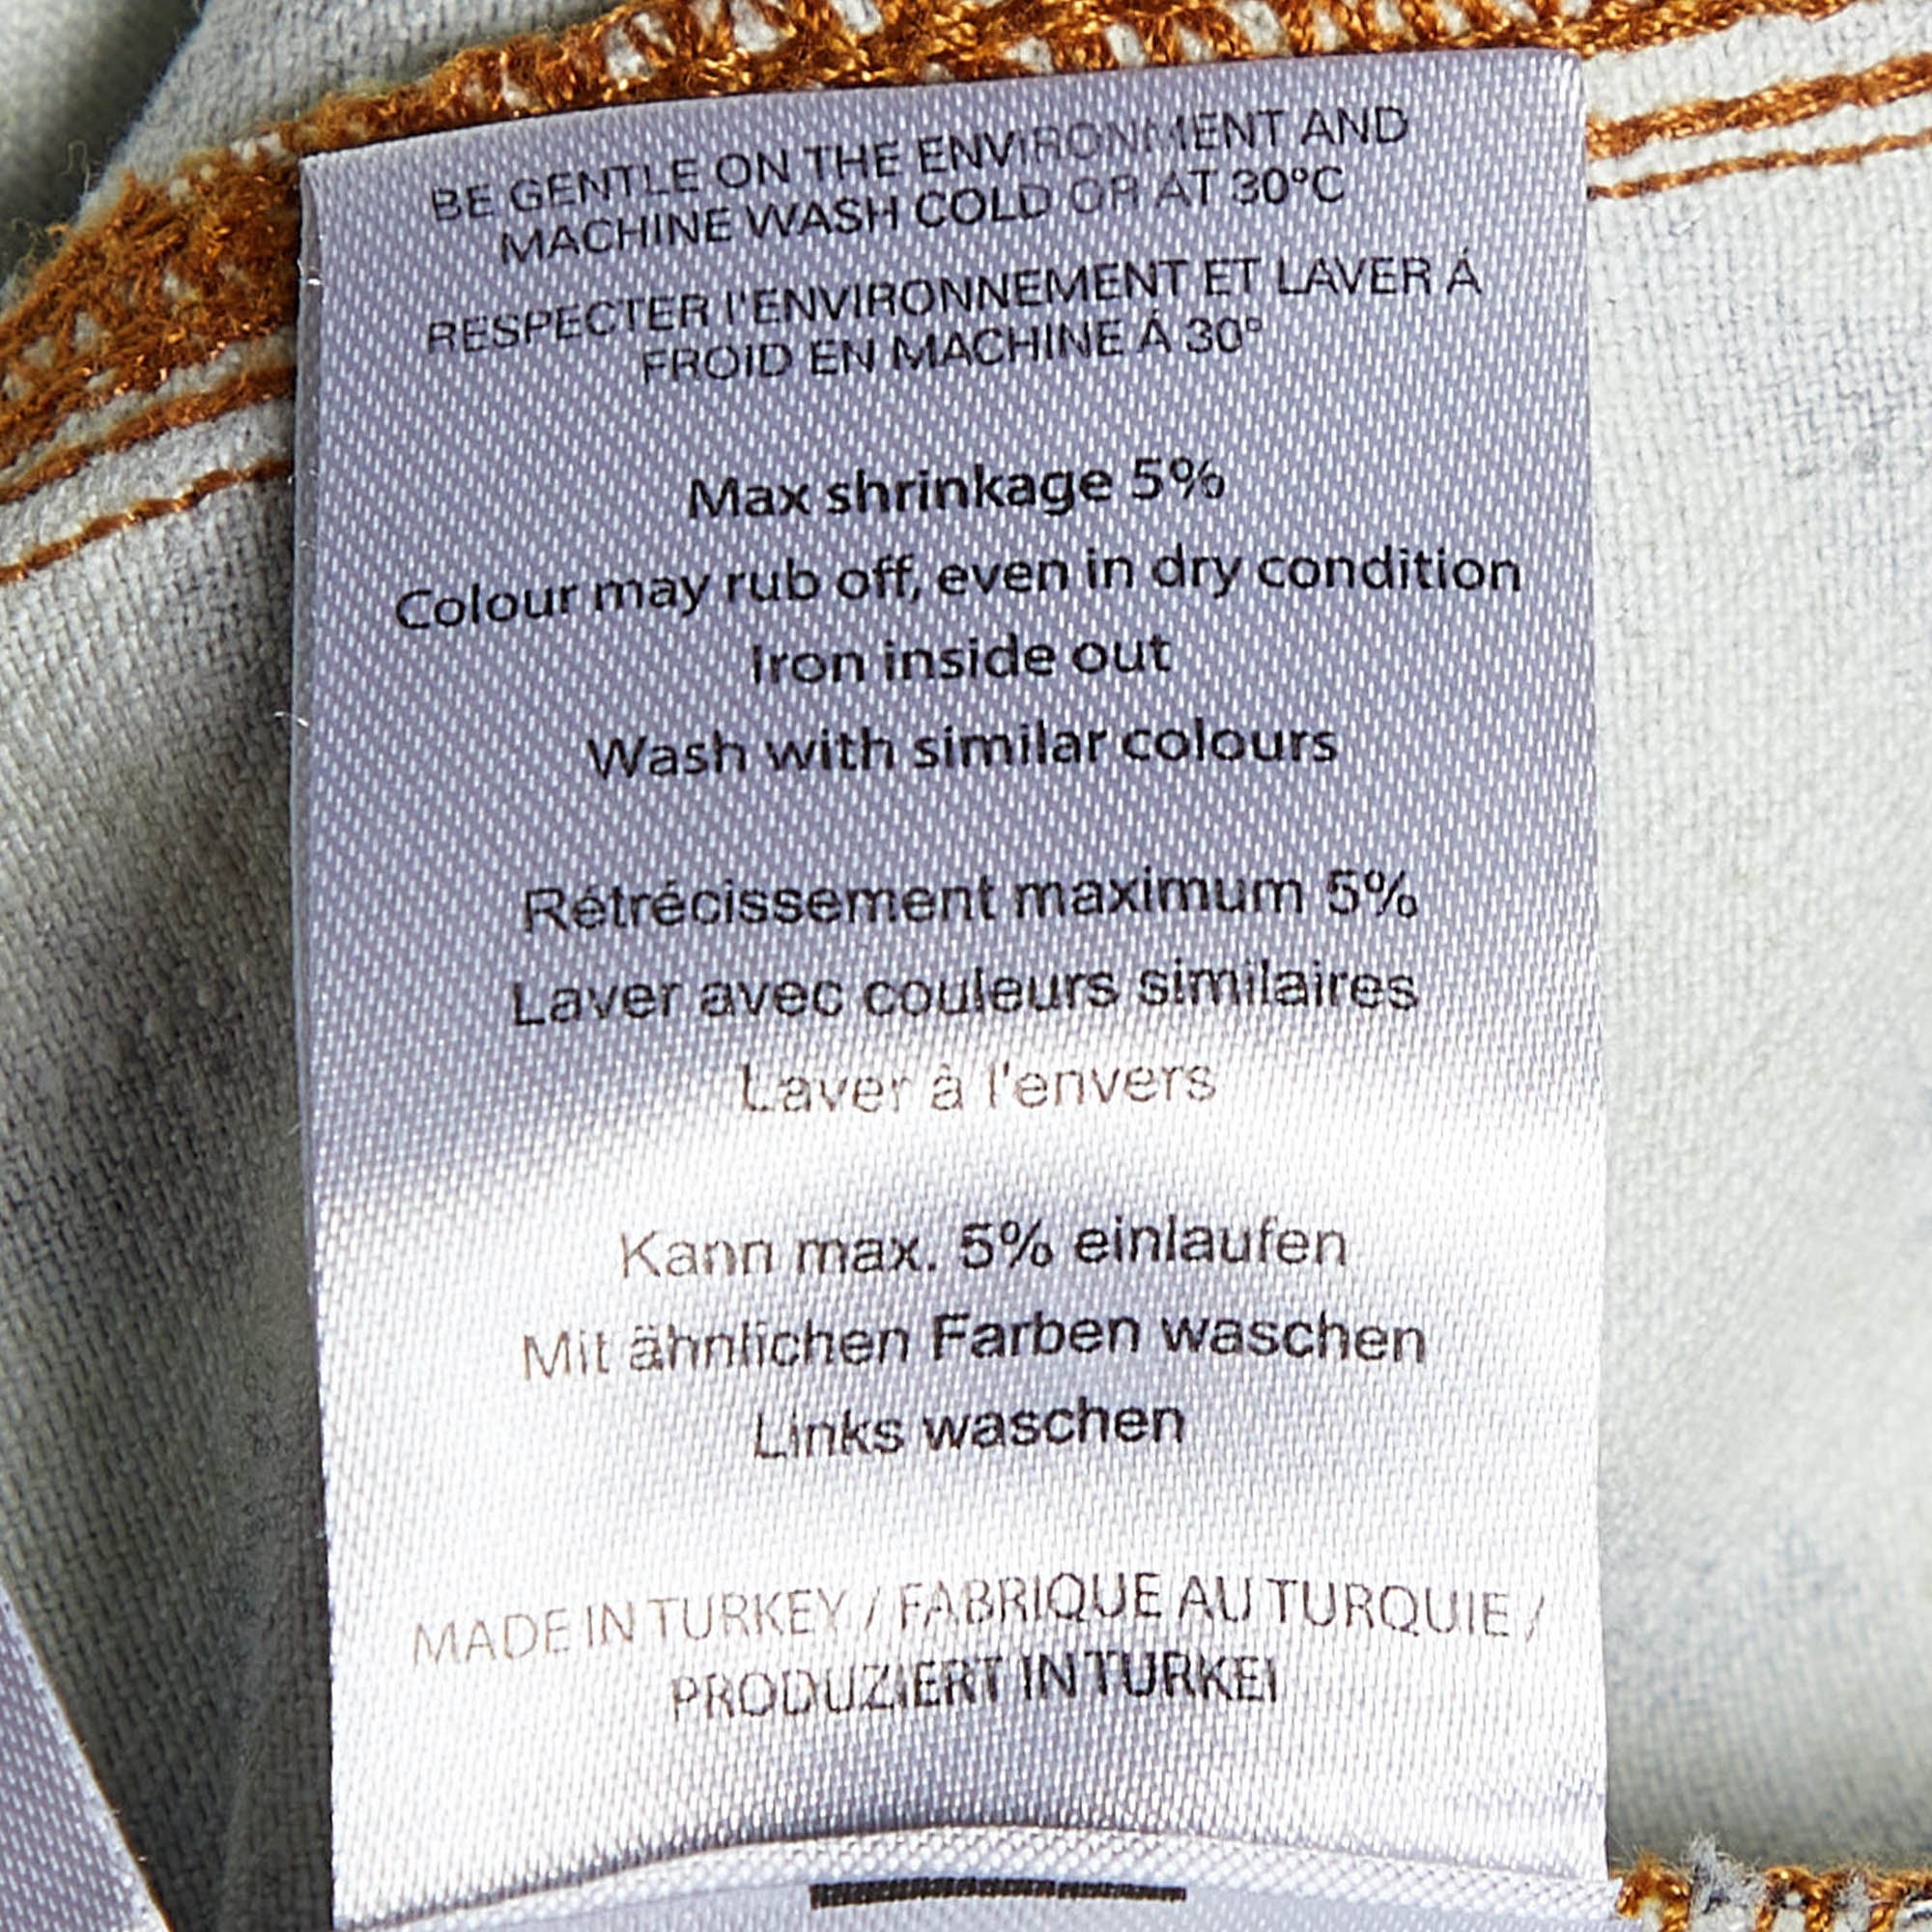 BE GENTLE ON THE ENVIRONMENT AND
MACHINE WASH COLD OR AT 30°C
RESPECTER l'ENVIRONNEMENT ET LAVER Á
FROID EN MACHINE Á 30°
Max shrinkage 5%
Colour may rub off, even in dry condition
Iron inside out
Wash with similar colours
Rétrécissement maximum 5%
Laver avec couleurs similaires
Laver à l'envers
Kann max. 5% einlaufen
Mit ähnlichen Farben waschen
Links waschen
MADE IN TURKEY / FABRIQUE AU TURQUIE /
PRODUZIERT IN TURKEI